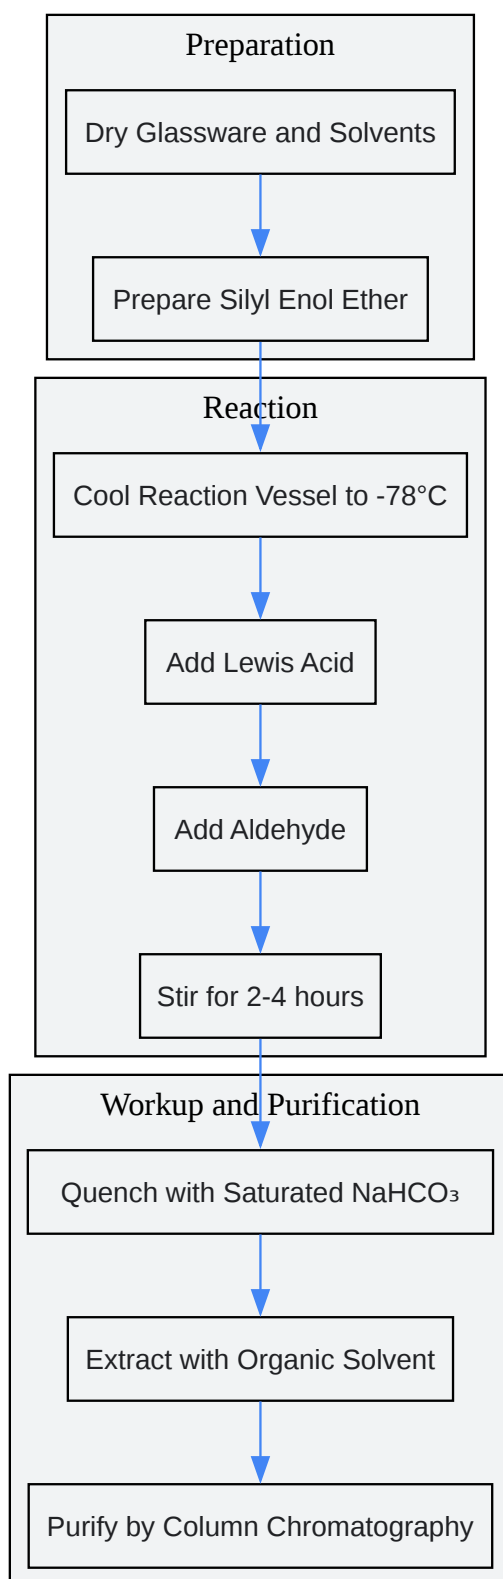 Preparation
Dry Glassware and Solvents
Prepare Silyl Enol Ether
Reaction
Cool Reaction Vessel to -78°C
Add Lewis Acid
Add Aldehyde
Stir for 2-4 hours
Workup and Purification
Quench with Saturated NaHCO₃
Extract with Organic Solvent
Purify by Column Chromatography